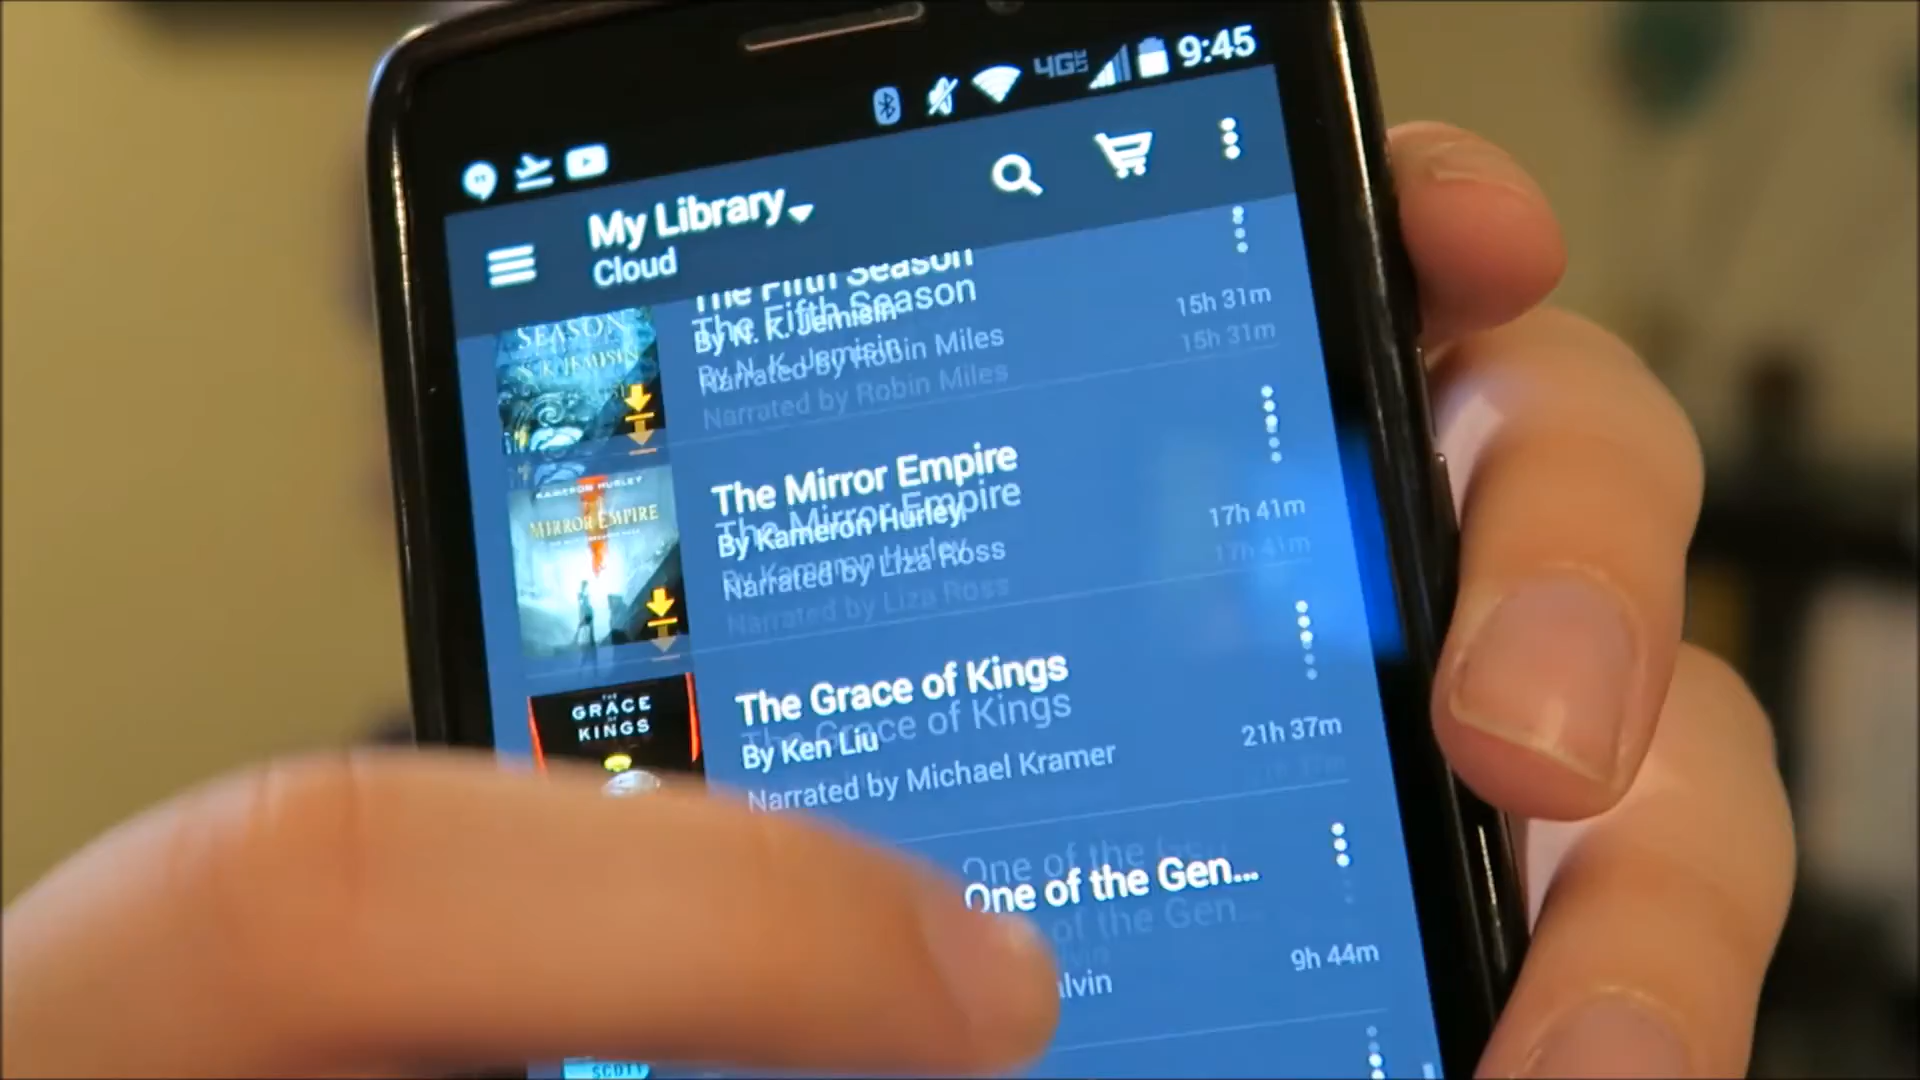 4G
9:45
My Library
Cloud
The Fifth Season
By N. K. Jemisin
Narrated by Robin Miles
15h 31m
SEASON
N. K. JEMISIN
The Mirror Empire
By Kameron Hurley
Narrated by Liza Ross
17h 41m
KAMERON HURLEY
MIRROR EMPIRE
The Grace of Kings
By Ken Liu
Narrated by Michael Kramer
21h 37m
THE
GRACE
OF
KINGS
One of the Gen...
alvin
9h 44m
SCOTT